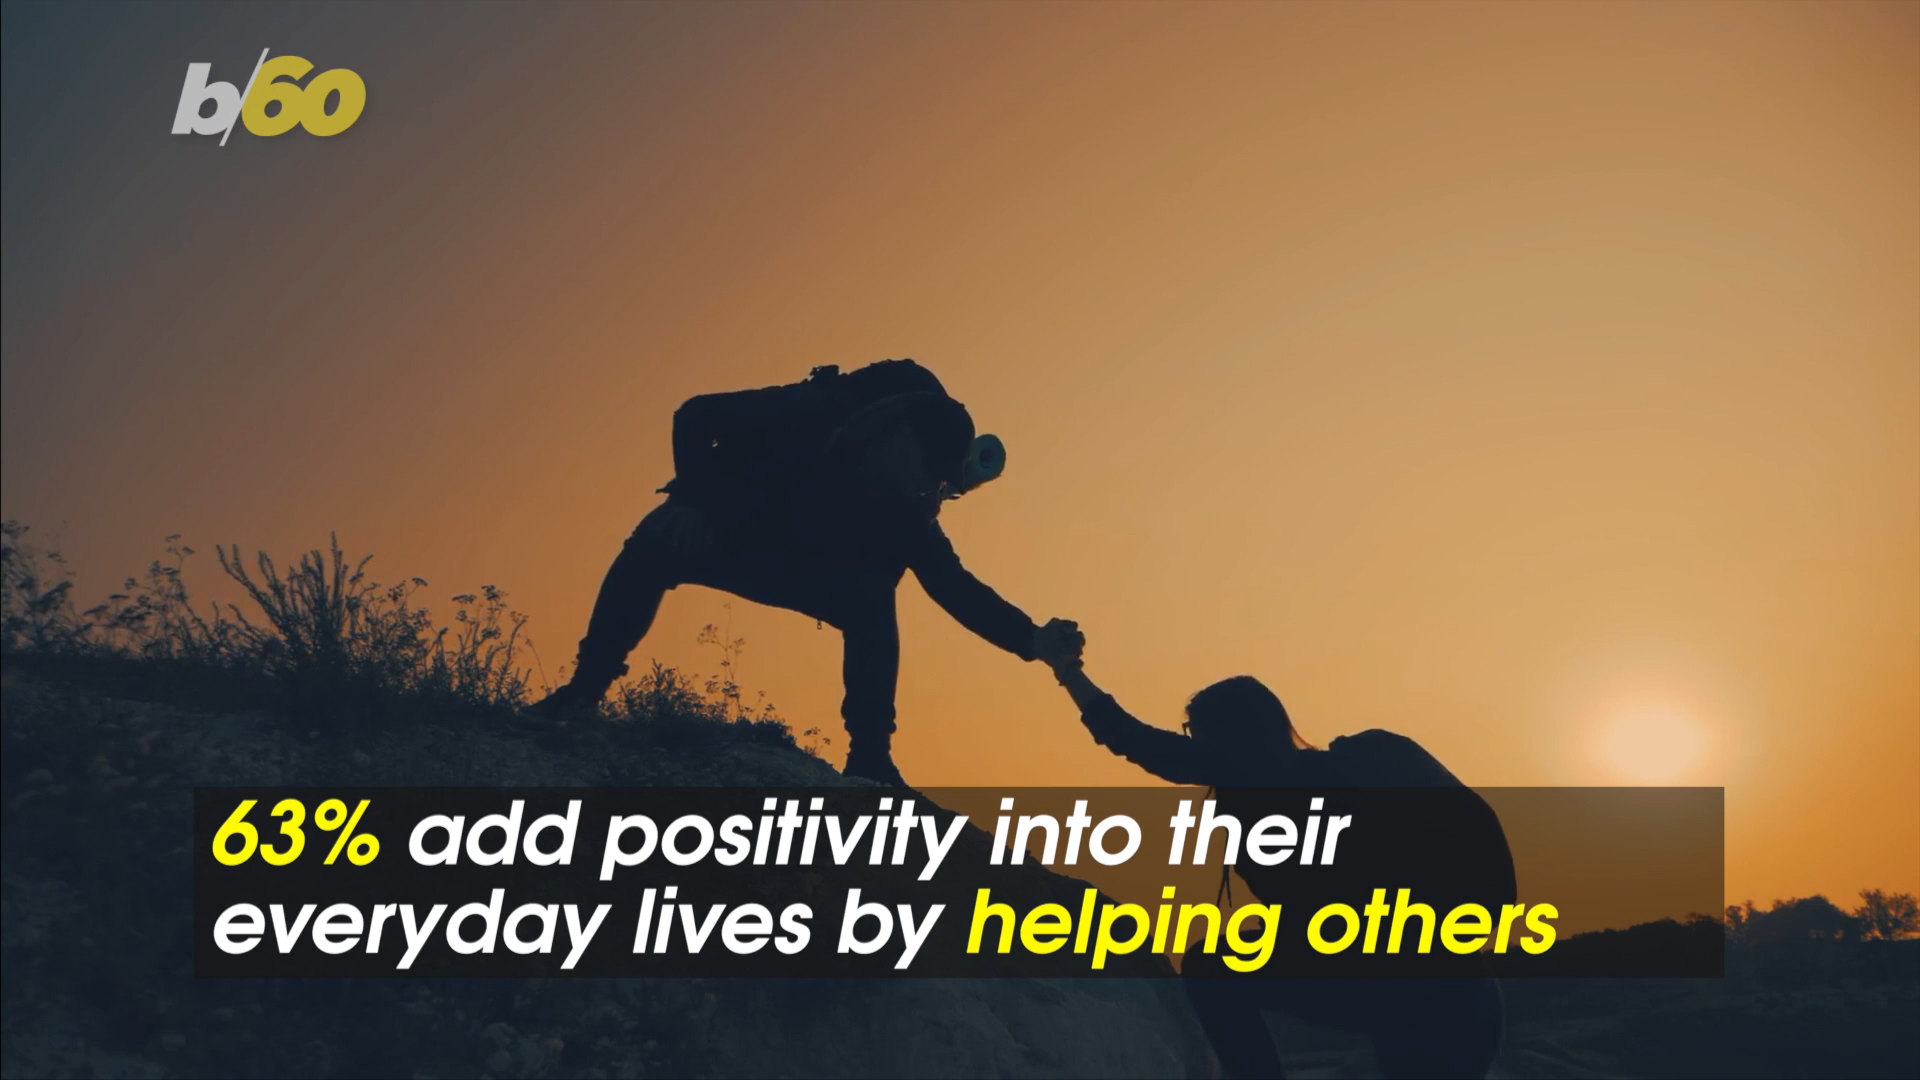 b/60
63% add positivity into their
everyday lives by helping others